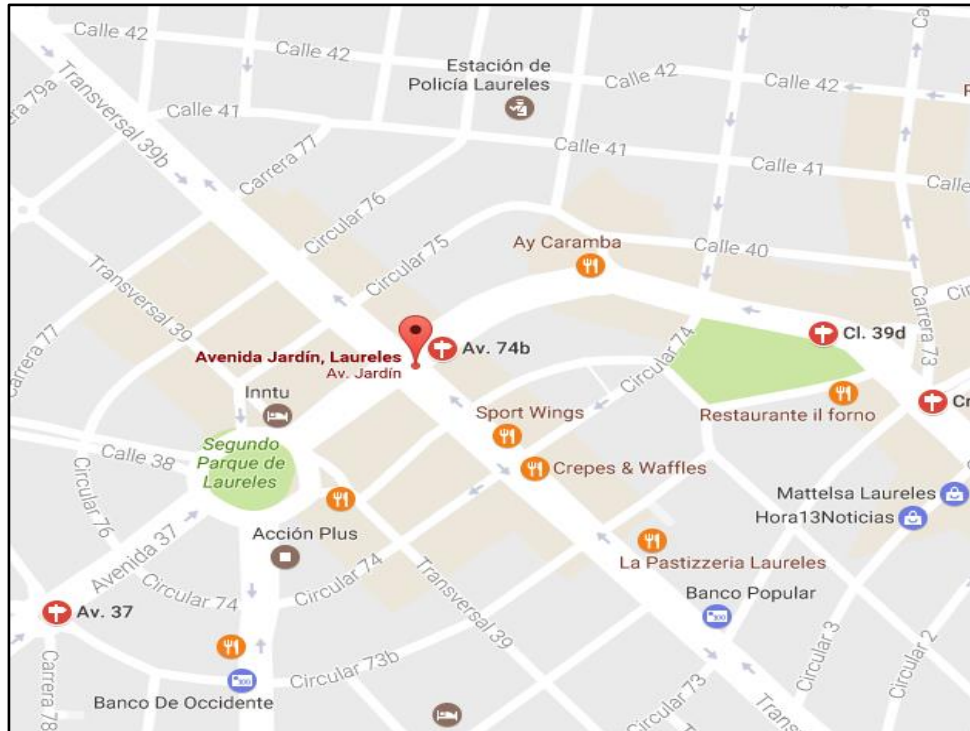 Calle 42
Calle 42
Calle 42
Calle 42
Estación de
Policía Laureles
Carrera 79a
Transversal 39b
Calle 41
Calle 41
Calle 41
Calle
Carrera 77
Circular 76
Circular 75
Ay Caramba
Calle 40
Transversal 39
Carrera 77
Carrera 73
Circular 74
Cl. 39d
Av. 74b
Avenida Jardín, Laureles
Av. Jardín
Inntu
Sport Wings
Restaurante il forno
Segundo
Parque de
Laureles
Calle 38
Crepes & Waffles
Circular 76
Mattelsa Laureles
Hora13Noticias
Acción Plus
La Pastizzeria Laureles
Avenida 37
Circular 74
Circular 74
Transversal 39
Banco Popular
Av. 37
Circular 3
Circular 2
Circular 73b
Circular 73
Carrera 78
Banco De Occidente